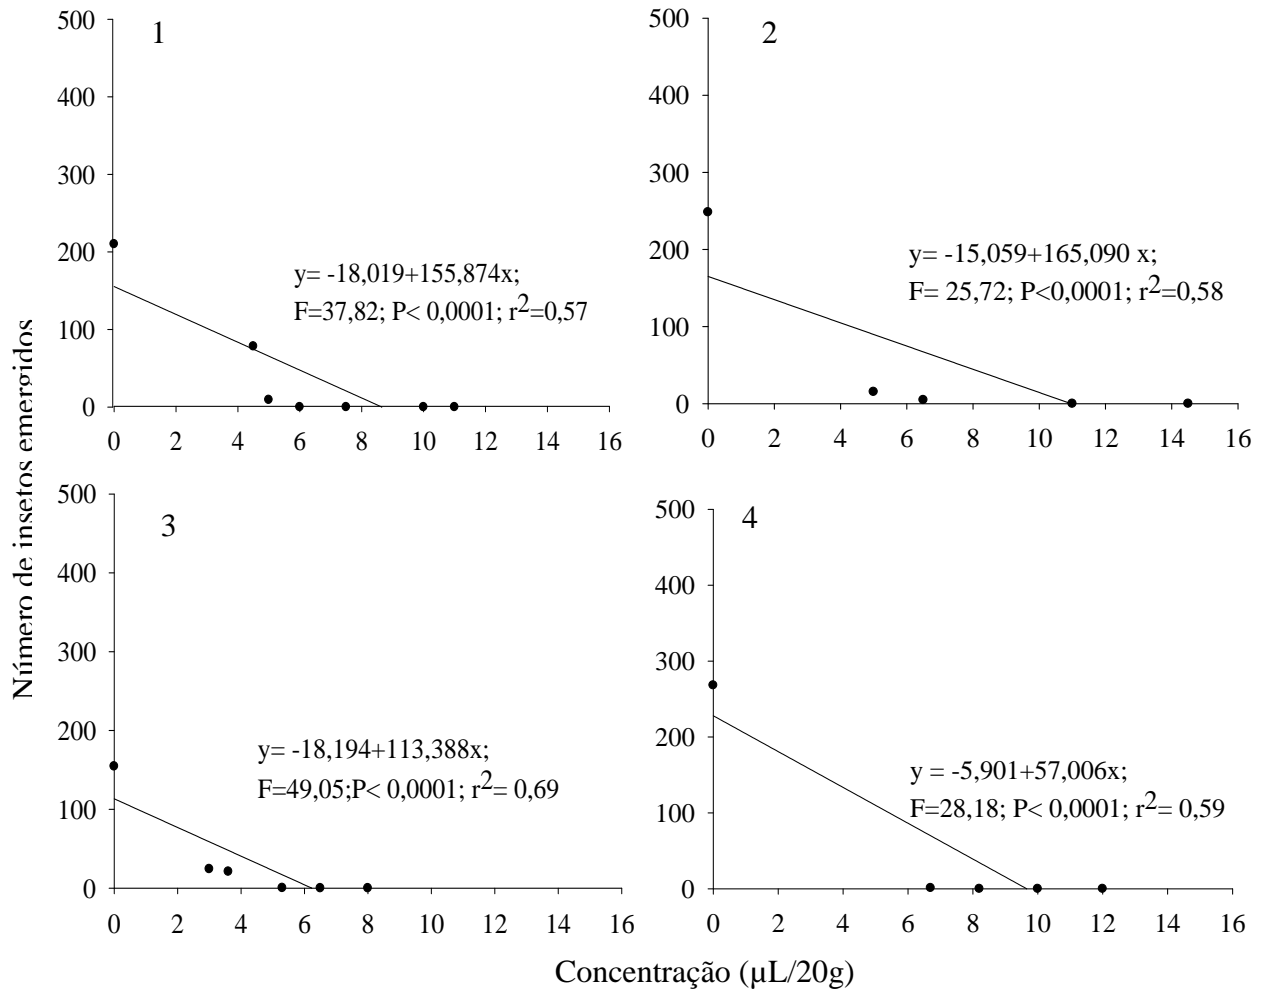 1
500
400
300
200
100
0
0 2 4 6 8 10 12 14 16
y= -18,019+155,874x;
F=37,82; P< 0,0001; r2=0,57
2
500
400
300
200
100
0
0 2 4 6 8 10 12 14 16
y= -15,059+165,090 x;
F= 25,72; P<0,0001; r2=0,58
Número de insetos emergidos
3
500
400
300
200
100
0
0 2 4 6 8 10 12 14 16
y= -18,194+113,388x;
F=49,05;P< 0,0001; r2= 0,69
4
500
400
300
200
100
0
0 2 4 6 8 10 12 14 16
y = -5,901+57,006x;
F=28,18; P< 0,0001; r2= 0,59
Concentração (µL/20g)